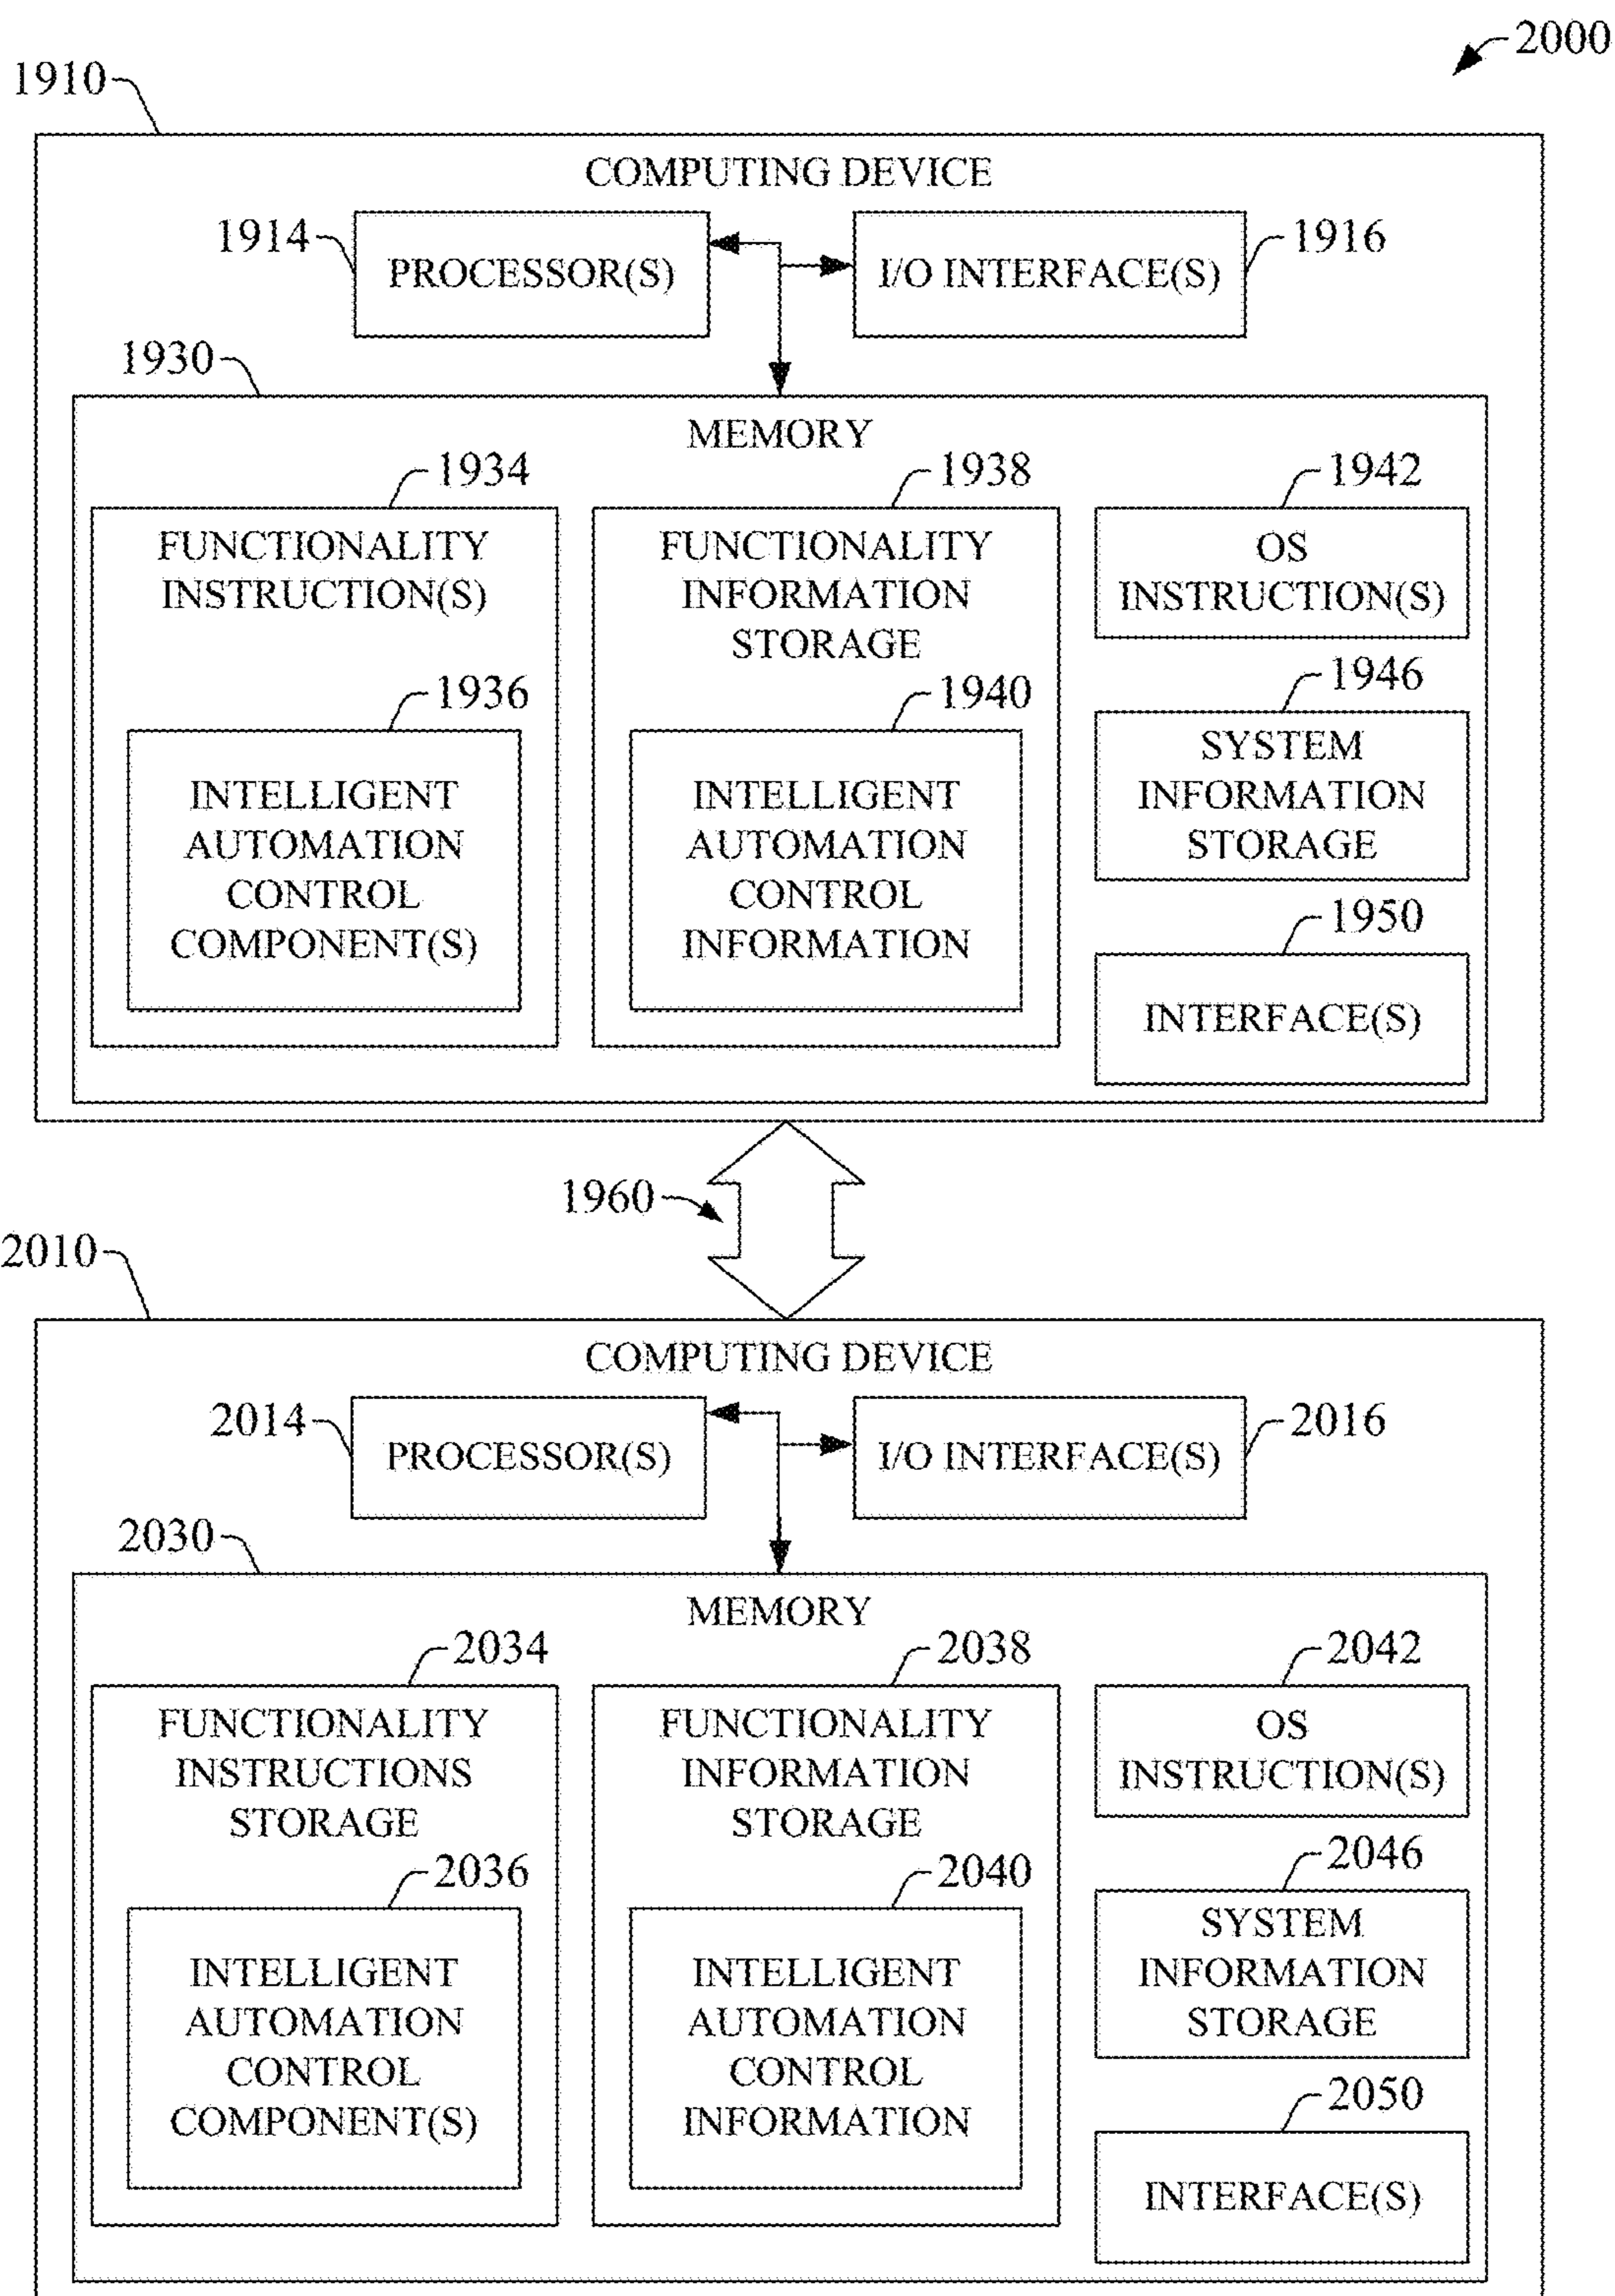 2000
1910
COMPUTING DEVICE
1914
PROCESSOR(S)
I/O INTERFACE(S)
1916
1930
MEMORY
1934
FUNCTIONALITY
INSTRUCTION(S)
1936
INTELLIGENT
AUTOMATION
CONTROL
COMPONENT(S)
1938
FUNCTIONALITY
INFORMATION
STORAGE
1940
INTELLIGENT
AUTOMATION
CONTROL
INFORMATION
1942
OS
INSTRUCTION(S)
1946
SYSTEM
INFORMATION
STORAGE
1950
INTERFACE(S)
1960
2010
COMPUTING DEVICE
2014
PROCESSOR(S)
I/O INTERFACE(S)
2016
2030
MEMORY
2034
FUNCTIONALITY
INSTRUCTIONS
STORAGE
2036
INTELLIGENT
AUTOMATION
CONTROL
COMPONENT(S)
2038
FUNCTIONALITY
INFORMATION
STORAGE
2040
INTELLIGENT
AUTOMATION
CONTROL
INFORMATION
2042
OS
INSTRUCTION(S)
2046
SYSTEM
INFORMATION
STORAGE
2050
INTERFACE(S)